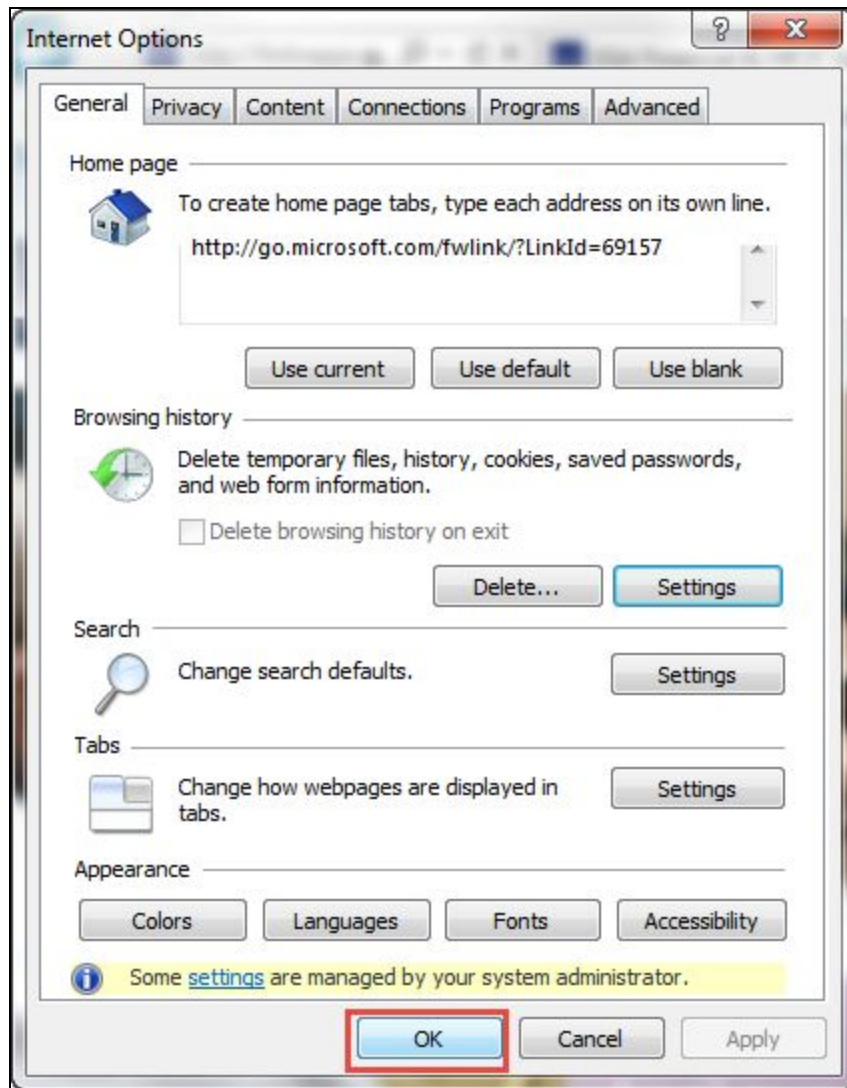 Internet Options
General Privacy Content Connections Programs Advanced
Home page
To create home page tabs, type each address on its own line.
http://go.microsoft.com/fwlink/?LinkId=69157
Use current Use default Use blank
Browsing history
Delete temporary files, history, cookies, saved passwords,
and web form information.
Delete browsing history on exit
Delete... Settings
Search
Change search defaults. Settings
Tabs
Change how webpages are displayed in
tabs.
Settings
Appearance
Colors Languages Fonts Accessibility
Some settings are managed by your system administrator.
OK Cancel Apply